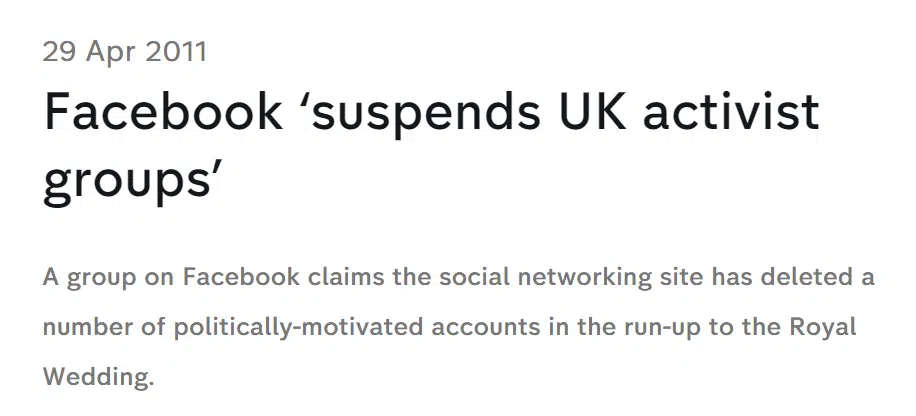 29 Apr 2011
Facebook ‘suspends UK activist
groups’
A group on Facebook claims the social networking site has deleted a
number of politically-motivated accounts in the run-up to the Royal
Wedding.